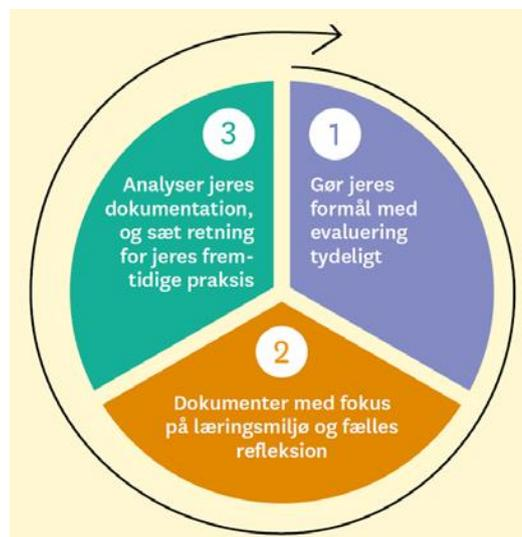 1
Gør jeres
formål med
evaluering
tydeligt
2
Dokumenter med fokus
på læringsmiljø og fælles
refleksion
3
Analyser jeres
dokumentation,
og sæt retning
for jeres frem-
tidige praksis